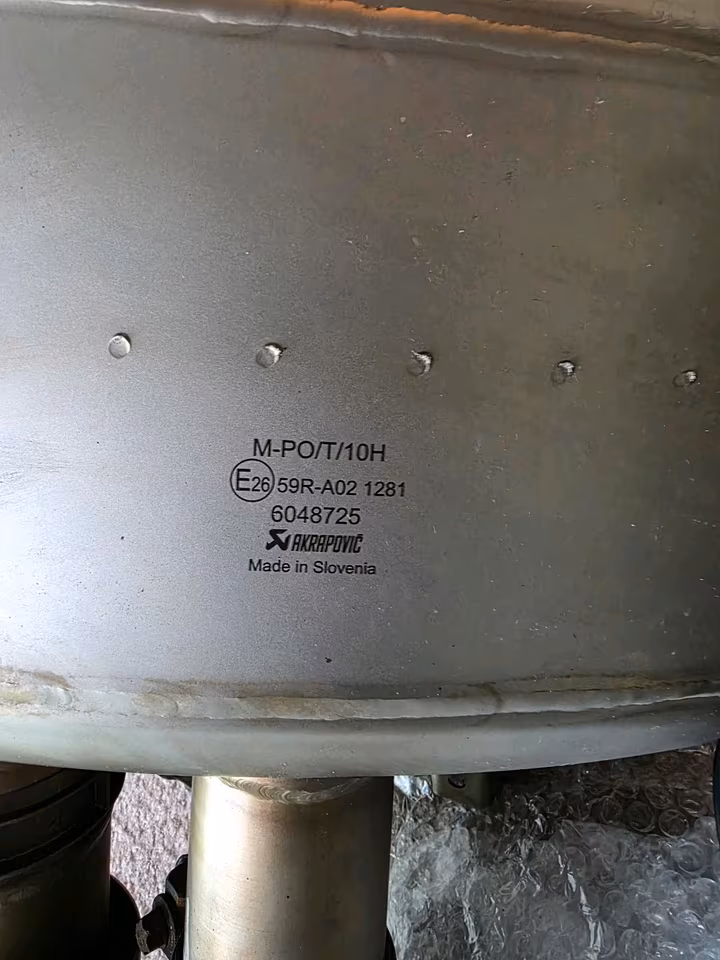 M-PO/T/10H
E26 59R-A02 1281
6048725
AKRAPOVIČ
Made in Slovenia